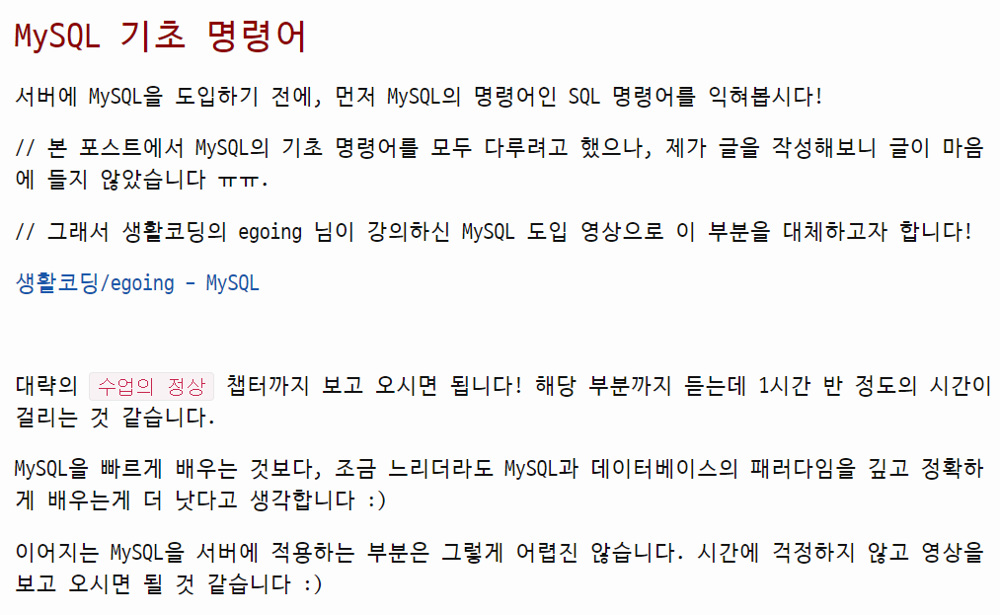 MySQL 기초 명령어
서버에 MySQL을 도입하기 전에, 먼저 MySQL의 명령어인 SQL 명령어를 익혀봅시다!
// 본 포스트에서 MySQL의 기초 명령어를 모두 다루려고 했으나, 제가 글을 작성해보니 글이 마음
에 들지 않았습니다 ㅠㅠ.
// 그래서 생활코딩의 egoing 님이 강의하신 MySQL 도입 영상으로 이 부분을 대체하고자 합니다!
생활코딩/egoing – MySQL
대략의 수업의 정상 챕터까지 보고 오시면 됩니다! 해당 부분까지 듣는데 1시간 반 정도의 시간이
걸리는 것 같습니다.
MySQL을 빠르게 배우는 것보다, 조금 느리더라도 MySQL과 데이터베이스의 패러다임을 깊고 정확하
게 배우는게 더 낫다고 생각합니다 :)
이어지는 MySQL을 서버에 적용하는 부분은 그렇게 어렵진 않습니다. 시간에 걱정하지 않고 영상을
보고 오시면 될 것 같습니다 :)